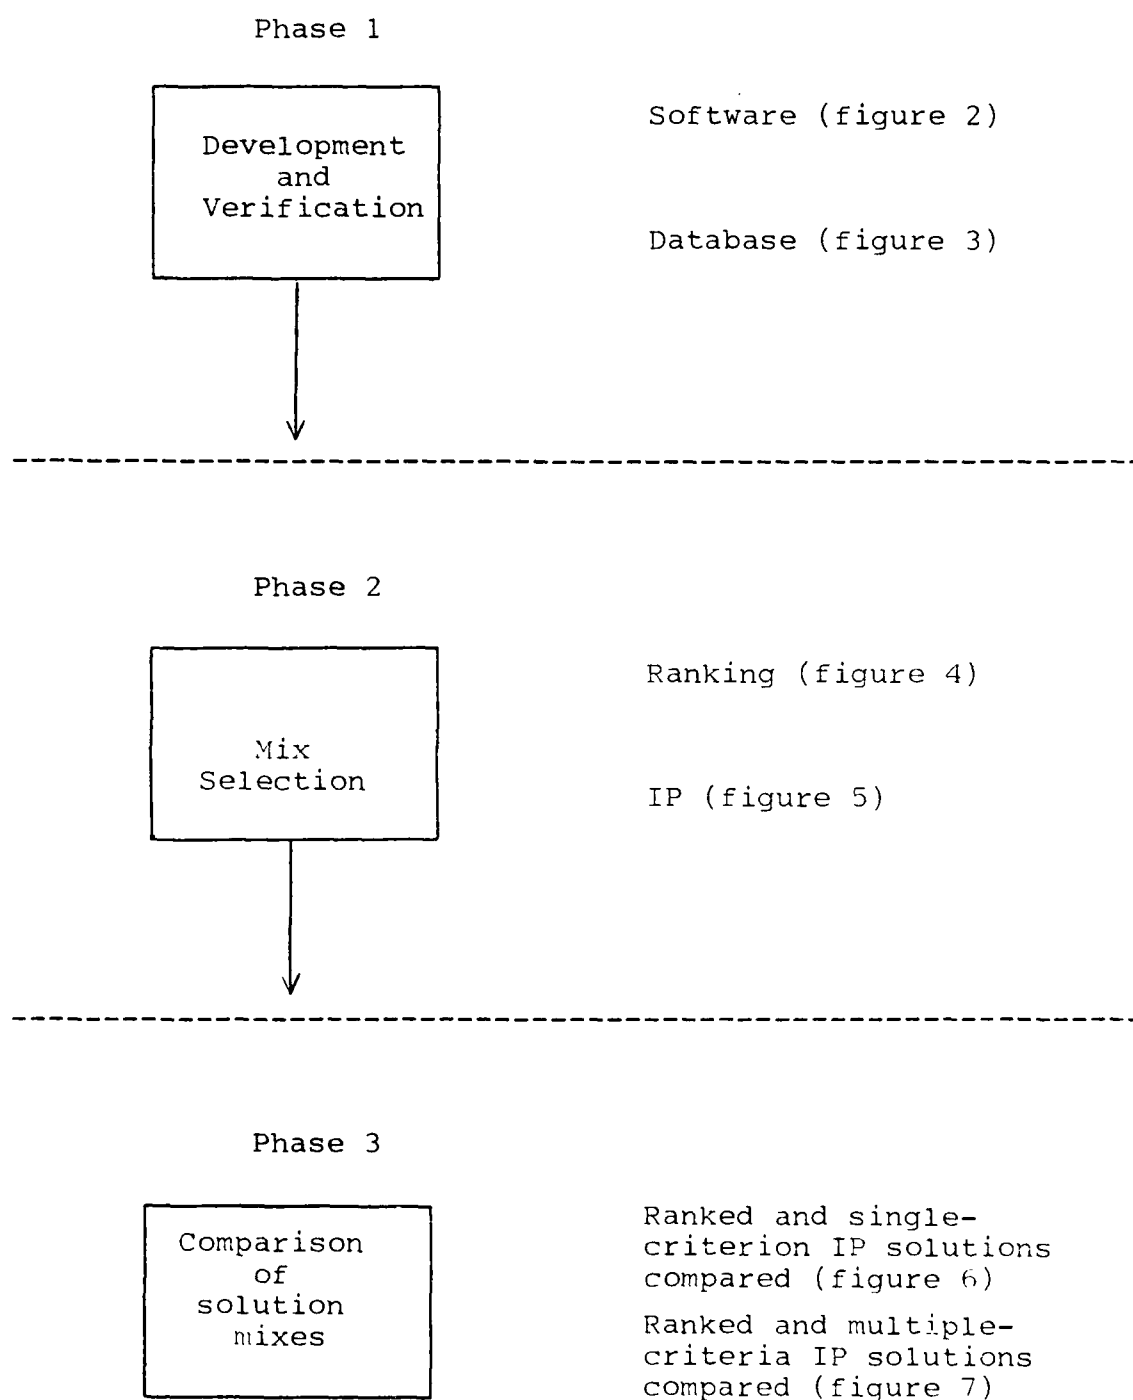 Phase 1
Development
and
Verification
Software (figure 2)
Database (figure 3)
Phase 2
Mix
Selection
Ranking (figure 4)
IP (figure 5)
Phase 3
Comparison
of
solution
mixes
Ranked and single-
criterion IP solutions
compared (figure 6)
Ranked and multiple-
criteria IP solutions
compared (figure 7)